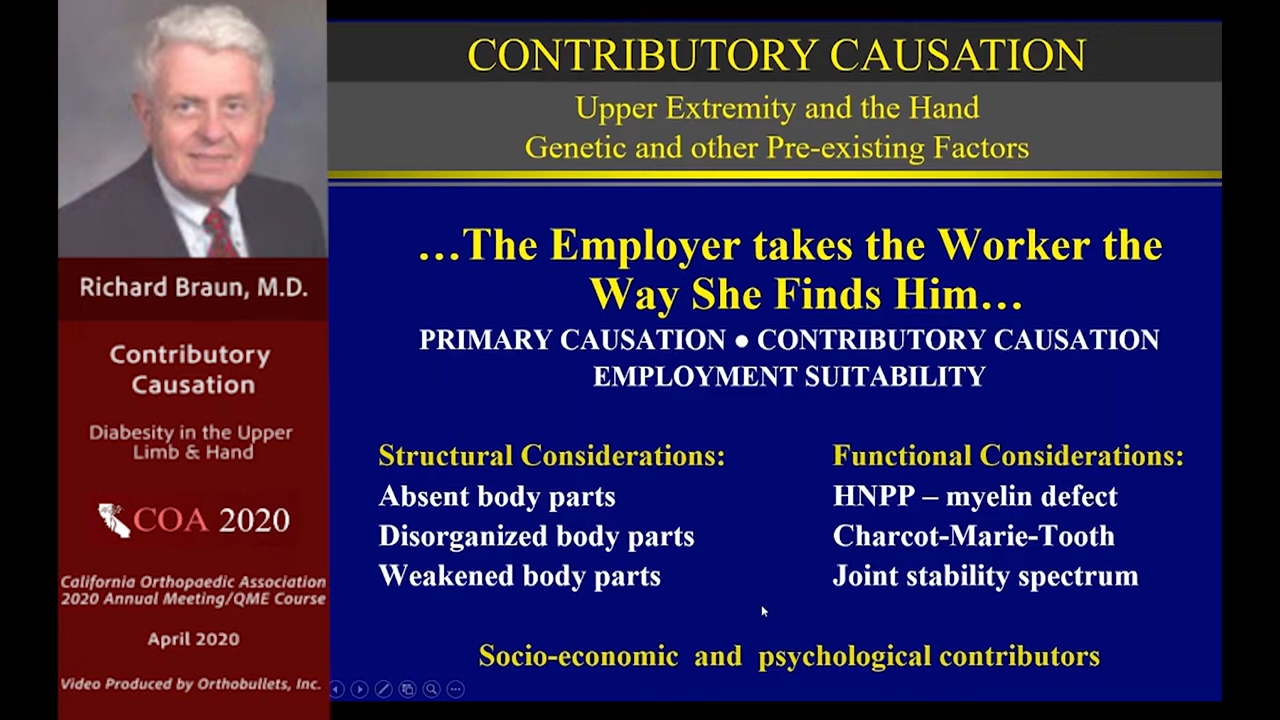 Richard Braun, M.D.
Contributory
Causation
Diabesity in the Upper
Limb & Hand
COA 2020
California Orthopaedic Association
2020 Annual Meeting/QME Course
April 2020
Video Produced by Orthobullets, Inc.
CONTRIBUTORY CAUSATION
Upper Extremity and the Hand
Genetic and other Pre-existing Factors
…The Employer takes the Worker the
Way She Finds Him…
PRIMARY CAUSATION ● CONTRIBUTORY CAUSATION
EMPLOYMENT SUITABILITY
Structural Considerations:
Absent body parts
Disorganized body parts
Weakened body parts
Functional Considerations:
HNPP – myelin defect
Charcot-Marie-Tooth
Joint stability spectrum
Socio-economic and psychological contributors